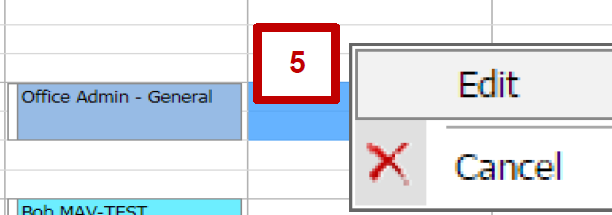 5
Edit
Office Admin - General
Cancel
Bob MAV-TEST